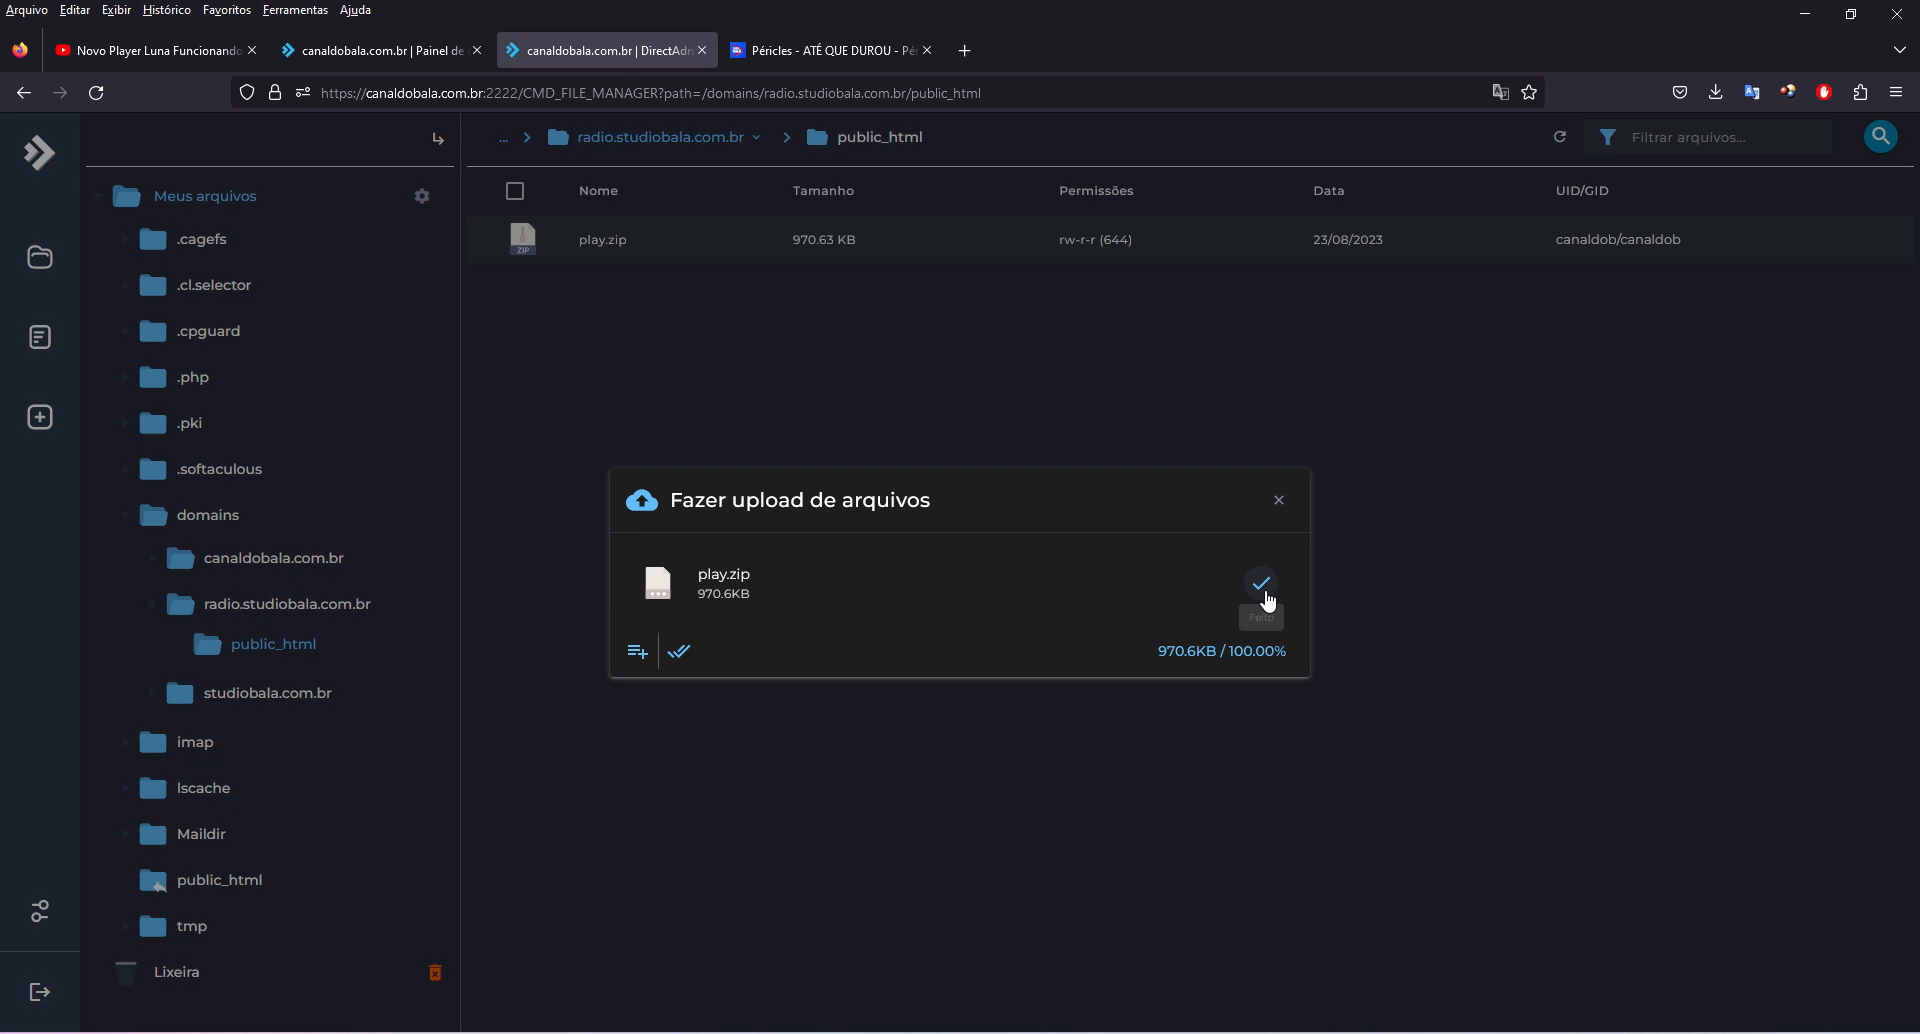 Arquivo Editar Exibir Histórico Favoritos Ferramentas Ajuda
Novo Player Luna Funcionando
canaldobala.com.br | Painel de
canaldobala.com.br | DirectAdm
Péricles - ATÉ QUE DUROU - Pé
https://canaldobala.com.br:2222/CMD_FILE_MANAGER?path=/domains/radio.studiobala.com.br/public_html
... radio.studiobala.com.br public_html
Filtrar arquivos...
Meus arquivos
.cagefs
.cl.selector
.cpguard
.php
.pki
.softaculous
domains
canaldobala.com.br
radio.studiobala.com.br
public_html
studiobala.com.br
imap
lscache
Maildir
public_html
tmp
Lixeira
Nome Tamanho Permissões Data UID/GID
ZIP play.zip 970.63 KB rw-r-r (644) 23/08/2023 canaldob/canaldob
Fazer upload de arquivos
play.zip
970.6KB
Feito
970.6KB / 100.00%